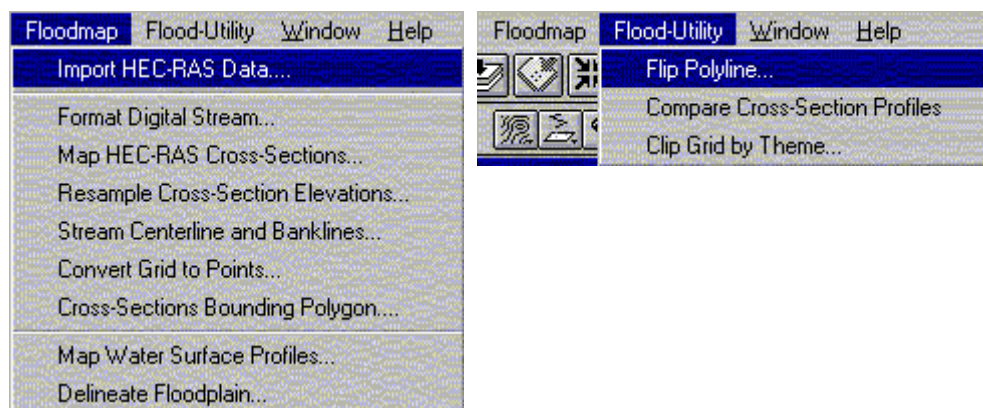 Floodmap Flood-Utility Window Help
Import HEC-RAS Data....
Format Digital Stream...
Map HEC-RAS Cross-Sections...
Resample Cross-Section Elevations...
Stream Centerline and Banklines...
Convert Grid to Points...
Cross-Sections Bounding Polygon....
Map Water Surface Profiles...
Delineate Floodplain...
Floodmap Flood-Utility Window Help
Flip Polyline...
Compare Cross-Section Profiles
Clip Grid by Theme...